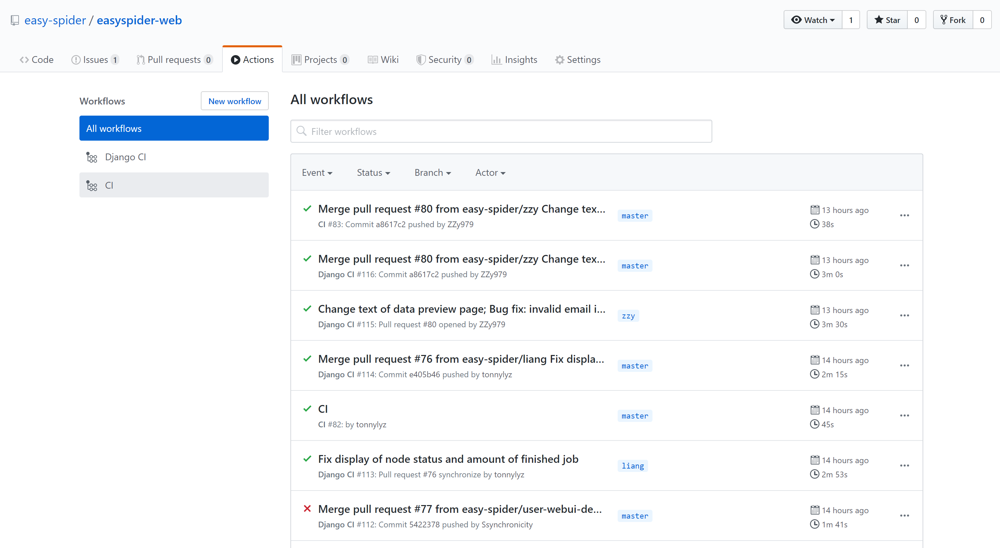 easy-spider / easyspider-web
Watch 1 Star 0 Fork 0
Code Issues 1 Pull requests 0 Actions Projects 0 Wiki Security 0 Insights Settings
Workflows
New workflow
All workflows
Django CI
CI
All workflows
Filter workflows
Event Status Branch Actor
Merge pull request #80 from easy-spider/zzy Change tex...
CI #83: Commit a8617c2 pushed by ZZy979
master
13 hours ago
38s
Merge pull request #80 from easy-spider/zzy Change tex...
Django CI #116: Commit a8617c2 pushed by ZZy979
master
13 hours ago
3m 0s
Change text of data preview page; Bug fix: invalid email i...
Django CI #115: Pull request #80 opened by ZZy979
zzy
13 hours ago
3m 30s
Merge pull request #76 from easy-spider/liang Fix displa...
Django CI #114: Commit e405b46 pushed by tonnylyz
master
14 hours ago
2m 15s
CI
CI #82: by tonnylyz
master
14 hours ago
45s
Fix display of node status and amount of finished job
Django CI #113: Pull request #76 synchronize by tonnylyz
liang
14 hours ago
2m 53s
Merge pull request #77 from easy-spider/user-webui-de...
Django CI #112: Commit 5422378 pushed by Ssynchronicity
master
14 hours ago
1m 41s